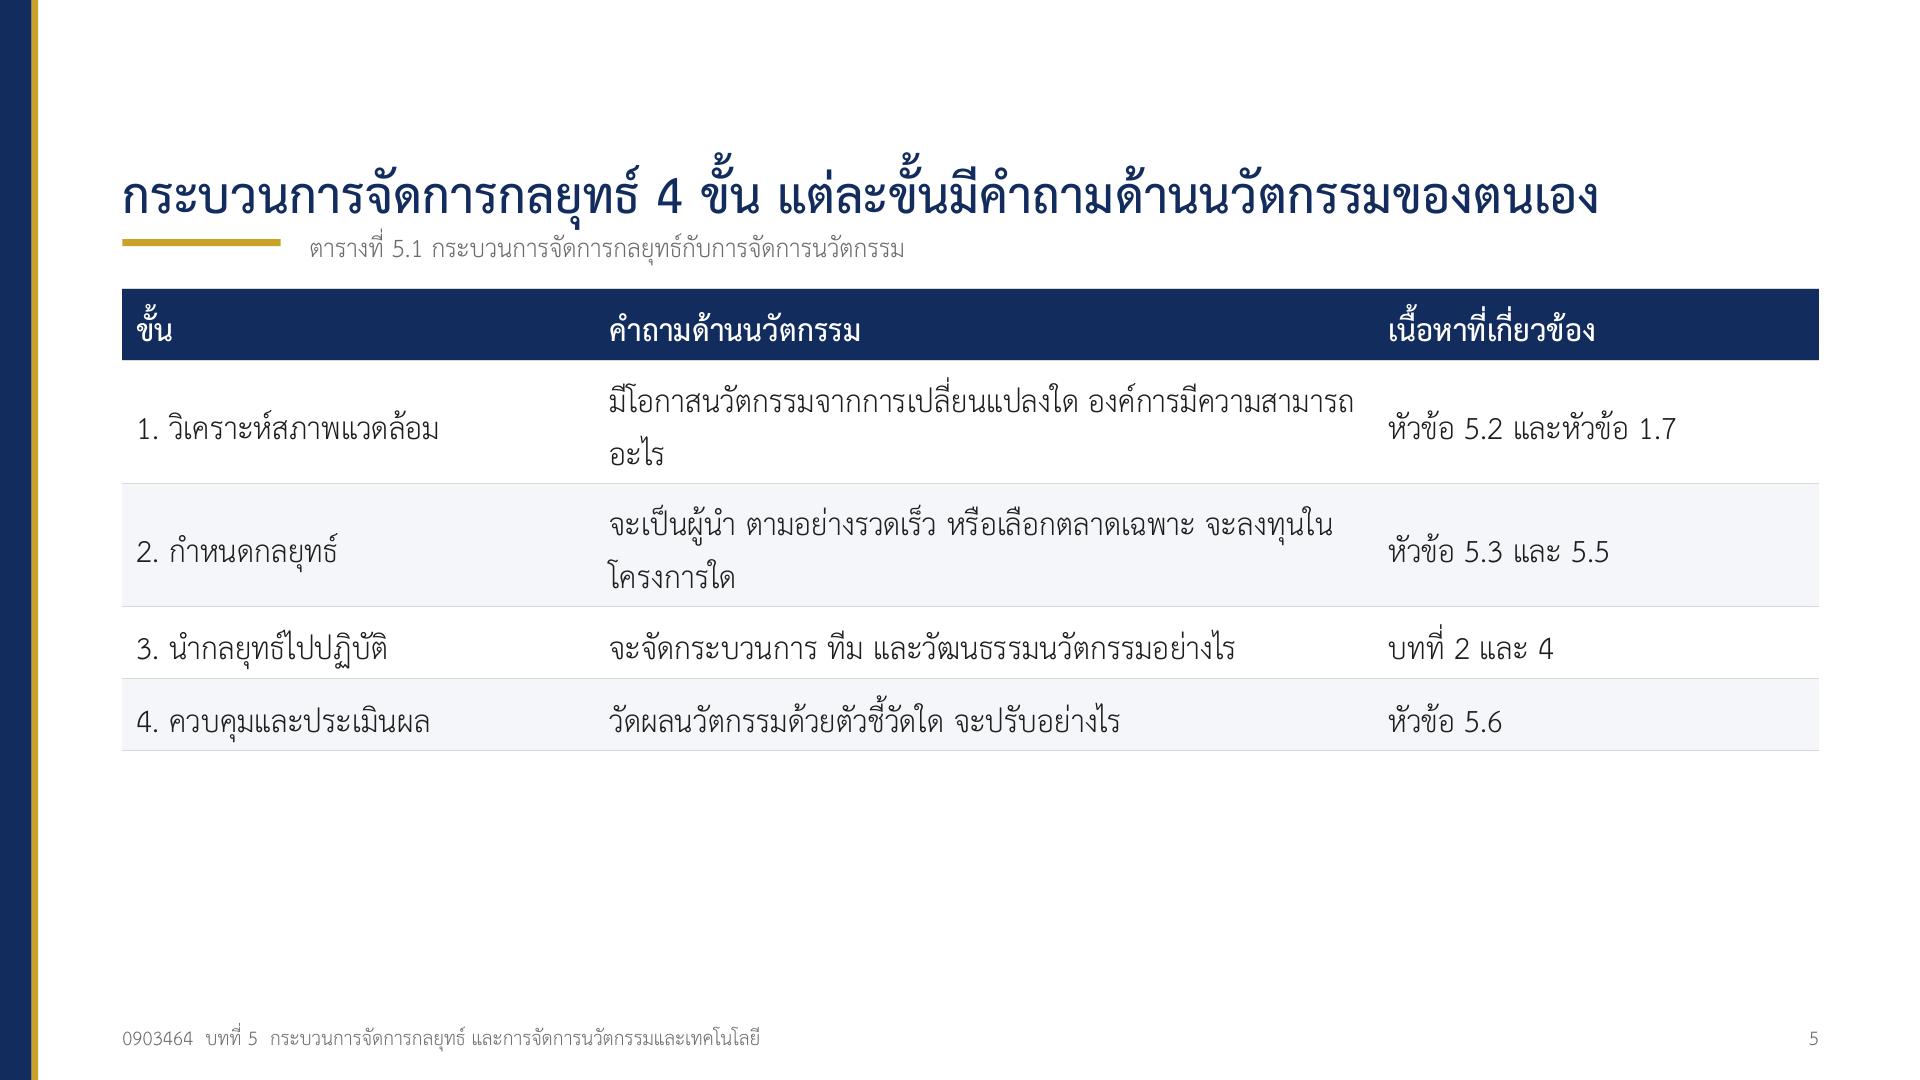 กระบวนการจัดการกลยุทธ์ 4 ขั้น แต่ละขั้นมีคำถามด้านนวัตกรรมของตนเอง
ตารางที่ 5.1 กระบวนการจัดการกลยุทธ์กับการจัดการนวัตกรรม
ขั้น คำถามด้านนวัตกรรม เนื้อหาที่เกี่ยวข้อง
1. วิเคราะห์สภาพแวดล้อม มีโอกาสนวัตกรรมจากการเปลี่ยนแปลงใด องค์การมีความสามารถ
อะไร หัวข้อ 5.2 และหัวข้อ 1.7
2. กำหนดกลยุทธ์ จะเป็นผู้นำ ตามอย่างรวดเร็ว หรือเลือกตลาดเฉพาะ จะลงทุนใน
โครงการใด หัวข้อ 5.3 และ 5.5
3. นำกลยุทธ์ไปปฏิบัติ จะจัดกระบวนการ ทีม และวัฒนธรรมนวัตกรรมอย่างไร บทที่ 2 และ 4
4. ควบคุมและประเมินผล วัดผลนวัตกรรมด้วยตัวชี้วัดใด จะปรับอย่างไร หัวข้อ 5.6
0903464 บทที่ 5 กระบวนการจัดการกลยุทธ์ และการจัดการนวัตกรรมและเทคโนโลยี 5